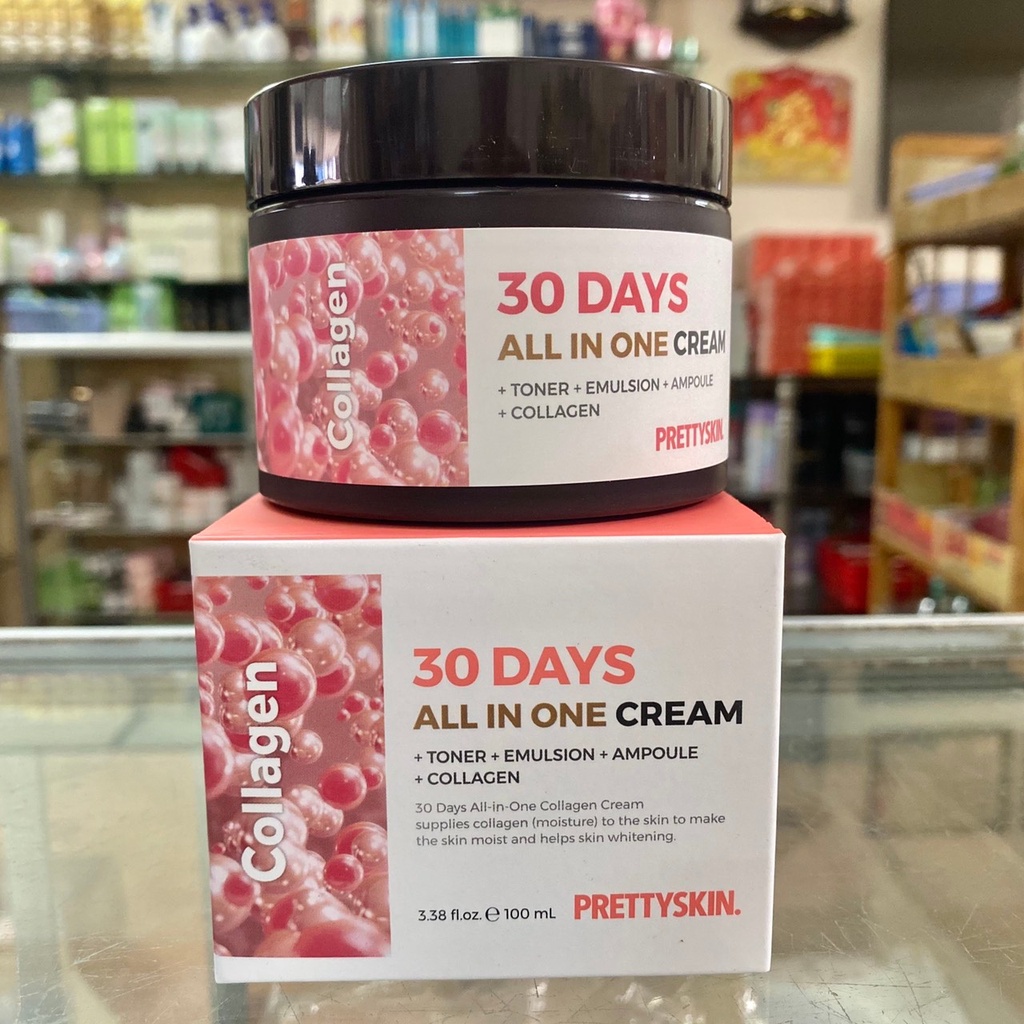 Collagen
30 DAYS
ALL IN ONE CREAM
+ TONER + EMULSION + AMPOULE
+ COLLAGEN
PRETTYSKIN.
Collagen
30 DAYS
ALL IN ONE CREAM
+ TONER + EMULSION + AMPOULE
+ COLLAGEN
30 Days All-in-One Collagen Cream
supplies collagen (moisture) to the skin to make
the skin moist and helps skin whitening.
3.38 fl.oz. ℮ 100 mL
PRETTYSKIN.